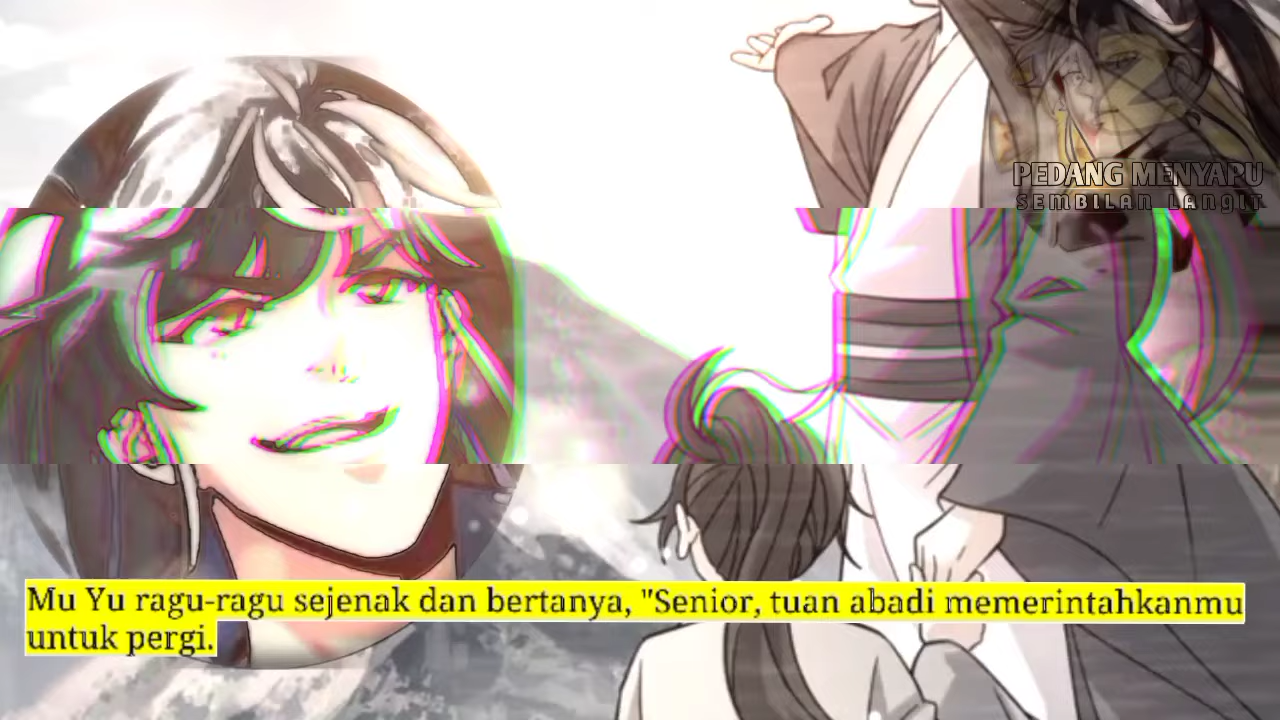 PEDANG MENYAPU
SEMBILAN LANGIT
Mu Yu ragu-ragu sejenak dan bertanya, "Senior, tuan abadi memerintahkanmu
untuk pergi.